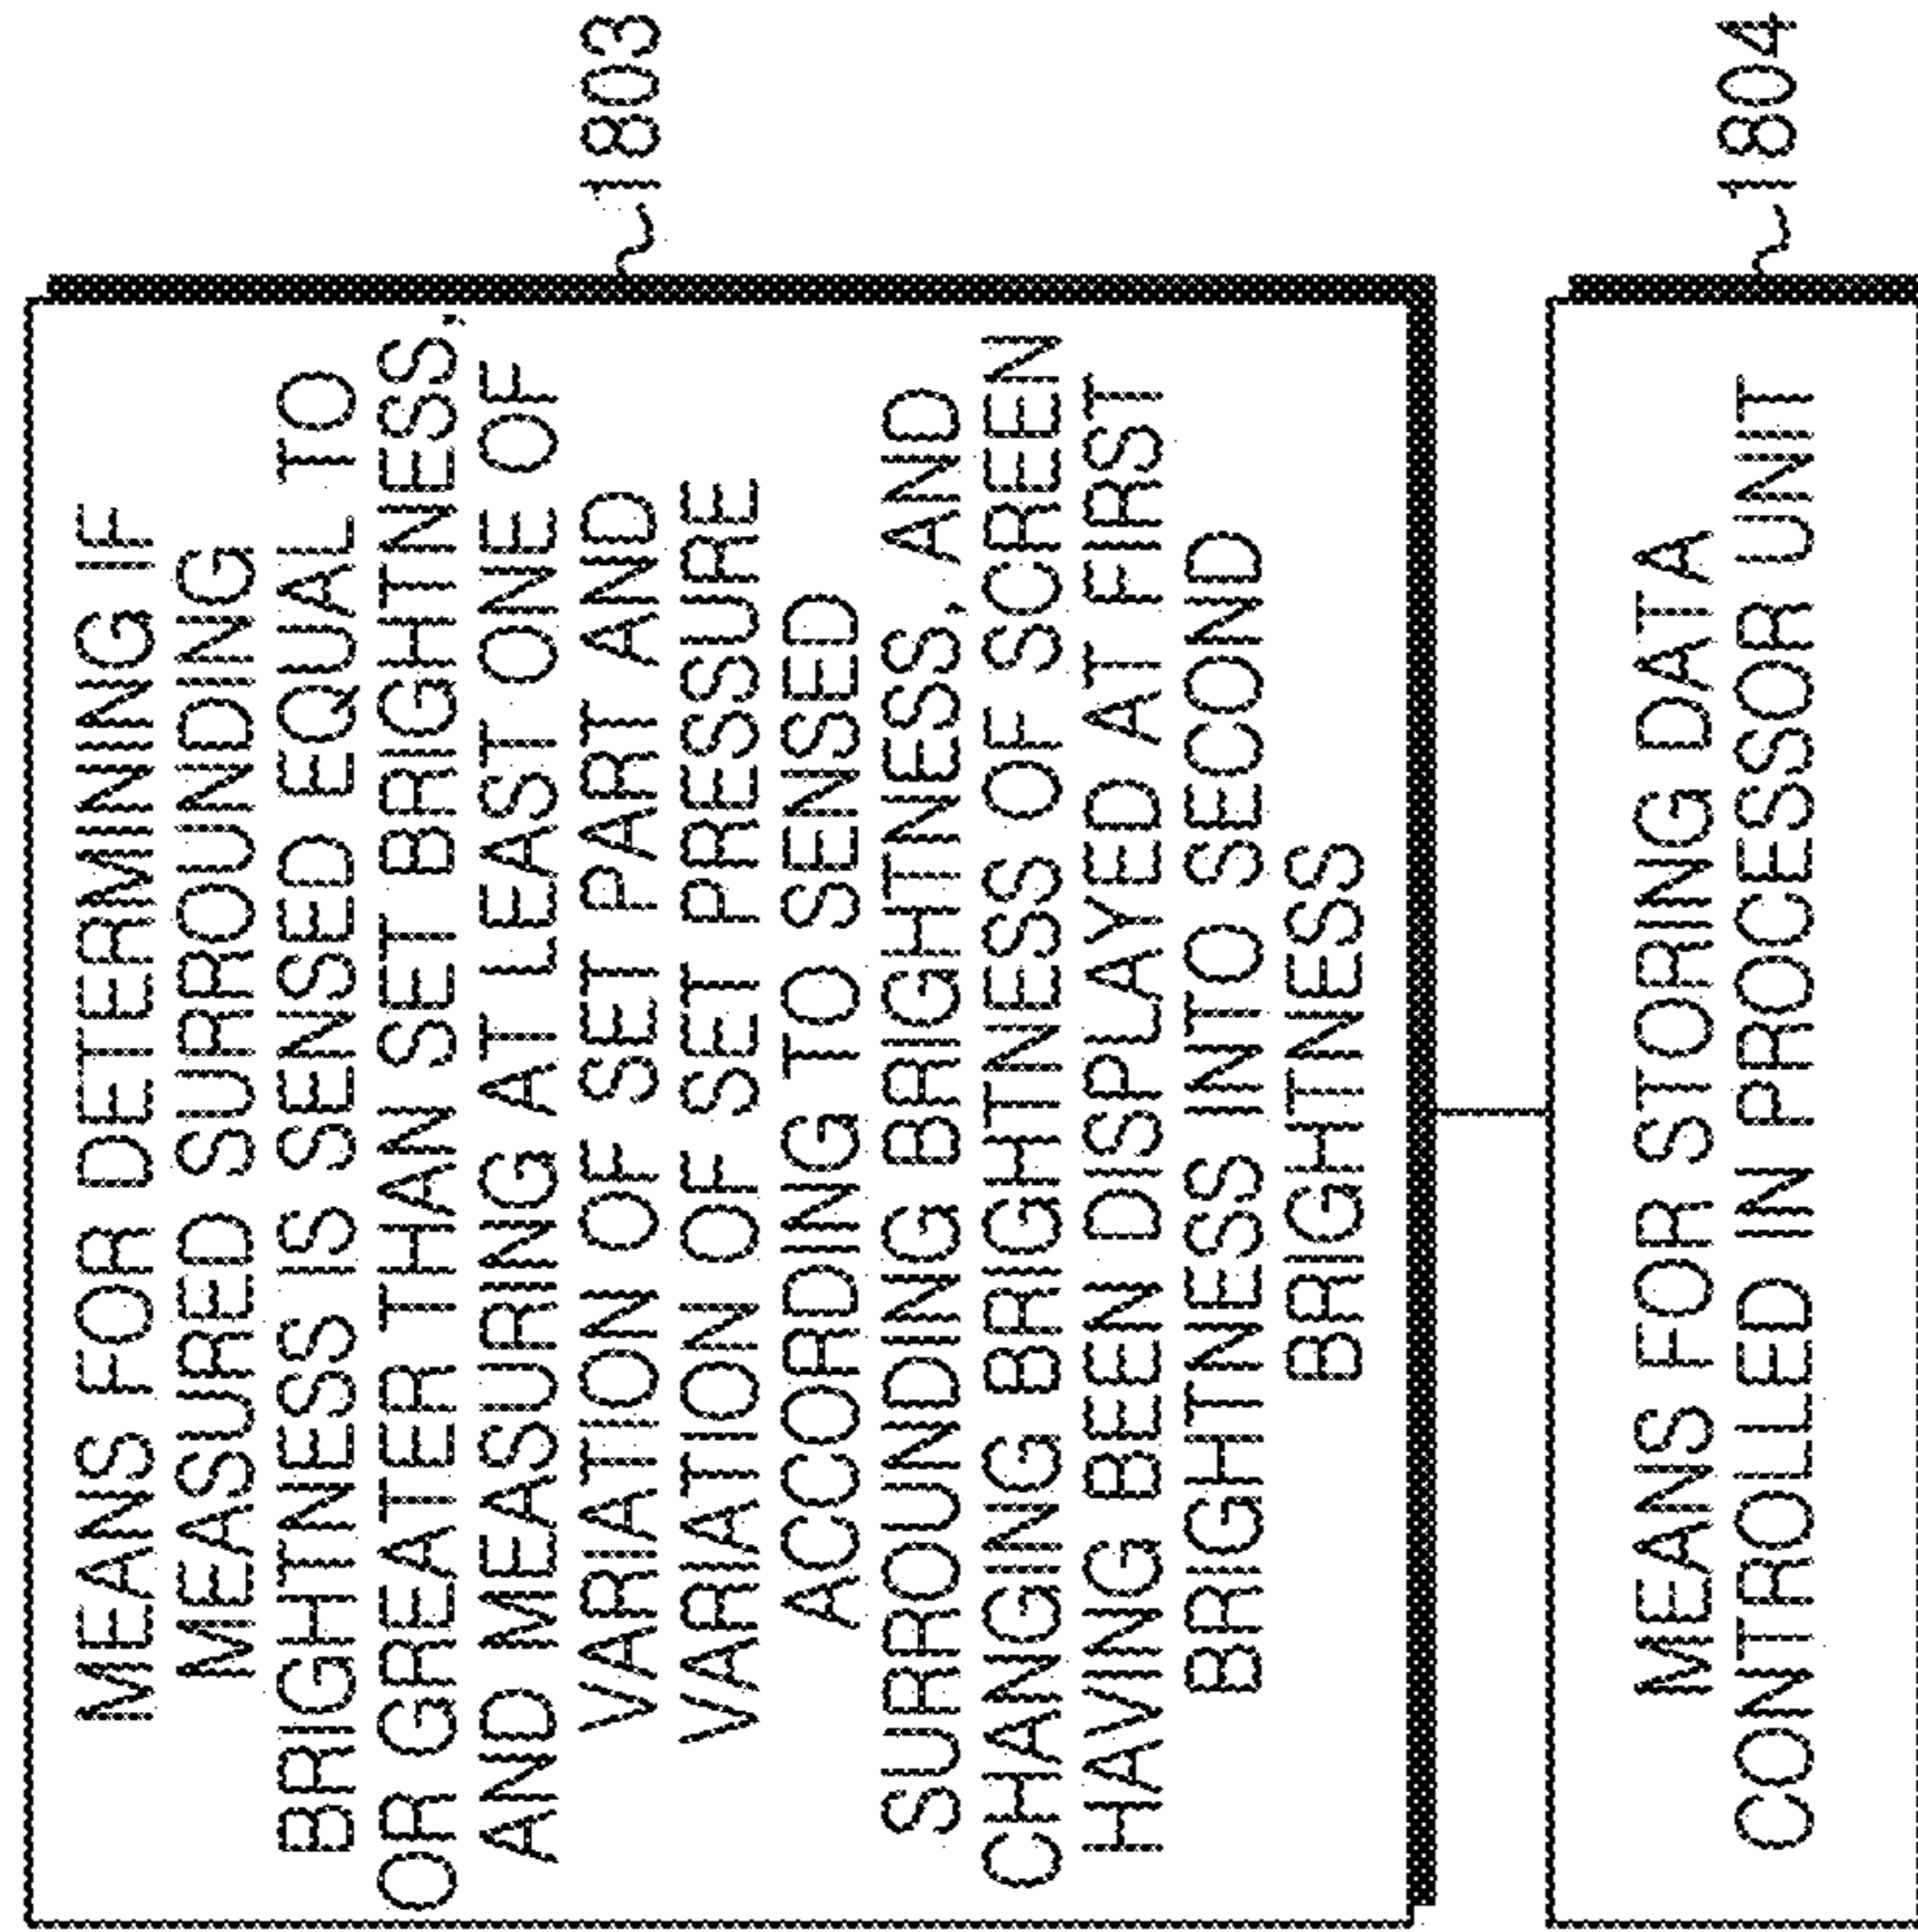 MEANS FOR DETERMINING IF
MEASURED SURROUNDING
BRIGHTNESS IS SENSED EQUAL TO
OR GREATER THAN SET BRIGHTNESS,
AND MEASURING AT LEAST ONE OF
VARIATION OF SET PART AND
VARIATION OF SET PRESSURE
ACCORDING TO SENSED
SURROUNDING BRIGHTNESS, AND
CHANGING BRIGHTNESS OF SCREEN
HAVING BEEN DISPLAYED AT FIRST
BRIGHTNESS INTO SECOND
BRIGHTNESS
1803
MEANS FOR STORING DATA
CONTROLLED IN PROCESSOR UNIT
1804